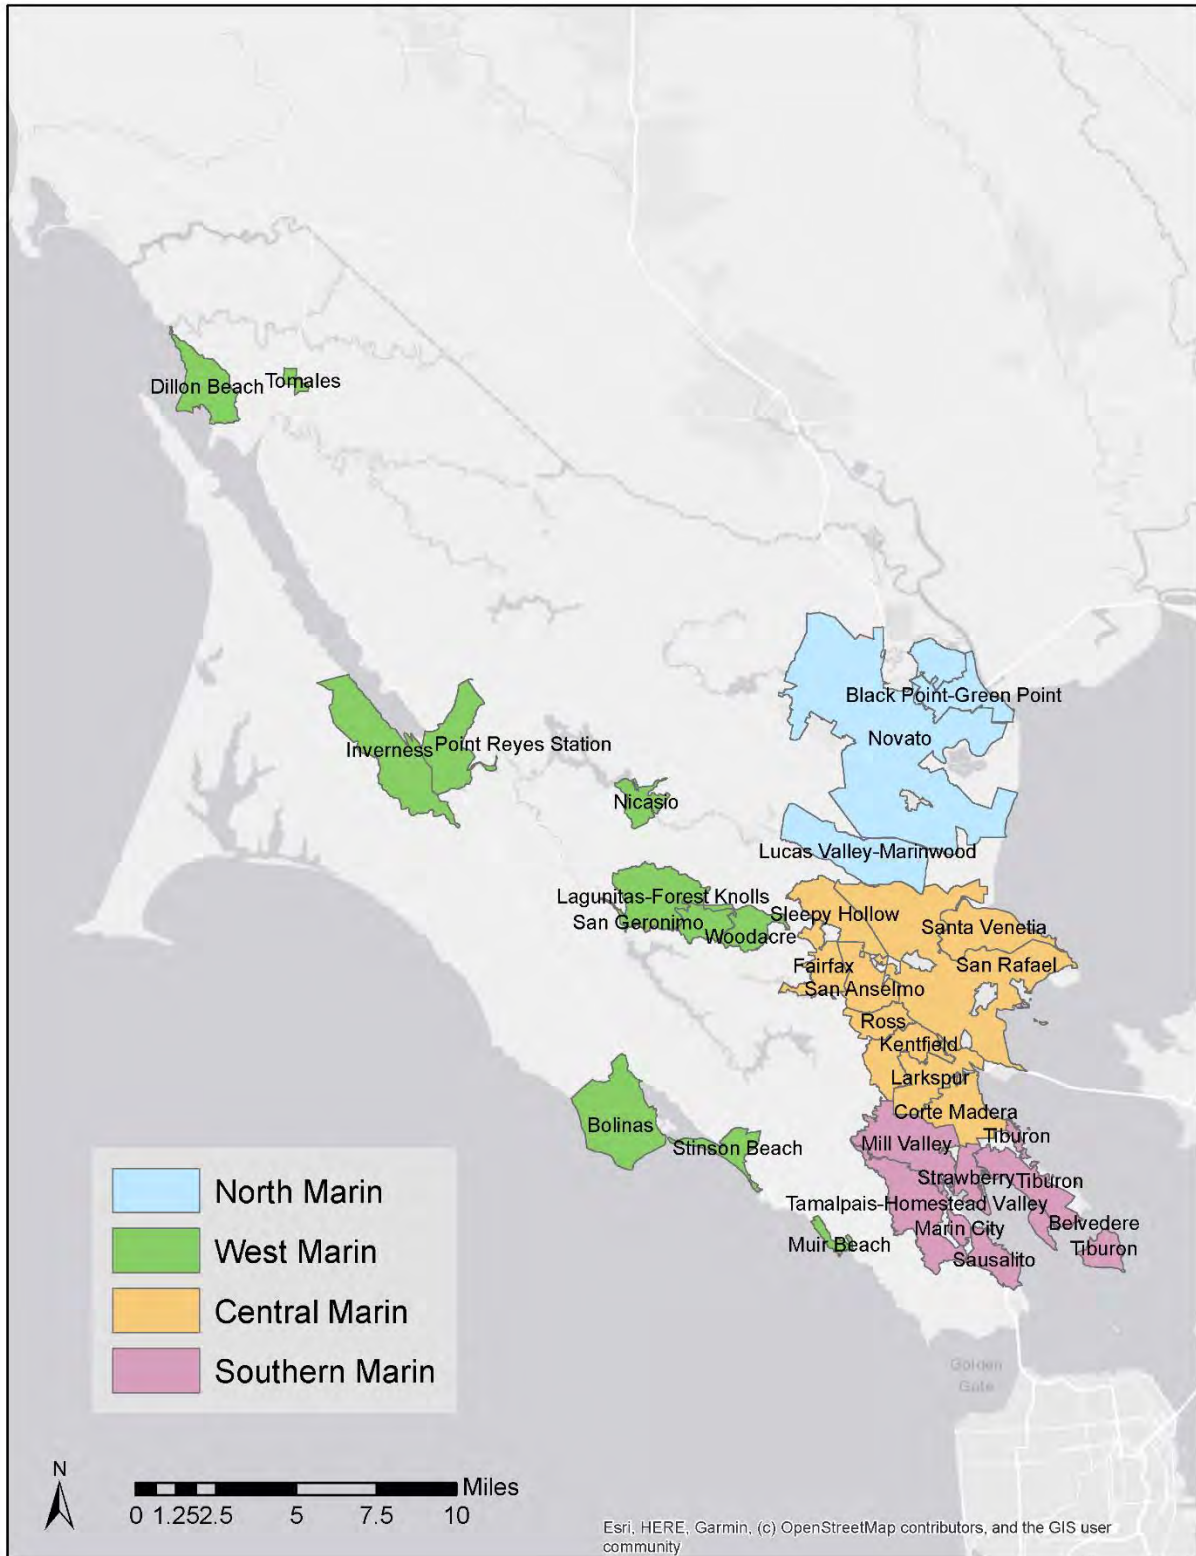 Dillon Beach
Tomales
Black Point-Green Point
Novato
Inverness
Point Reyes Station
Nicasio
Lucas Valley-Marinwood
Lagunitas-Forest Knolls
Sleepy Hollow
San Geronimo
Santa Venetia
Woodacre
Fairfax
San Rafael
San Anselmo
Ross
Kentfield
Larkspur
Corte Madera
Bolinas
Tiburon
Mill Valley
Stinson Beach
Strawberry
Tiburon
Tamalpais-Homestead Valley
Belvedere
Marin City
Muir Beach
Tiburon
Sausalito
North Marin
West Marin
Central Marin
Southern Marin
Golden
Gate
N
Miles
0 1.25 2.5 5 7.5 10
Esri, HERE, Garmin, (c) OpenStreetMap contributors, and the GIS user
community